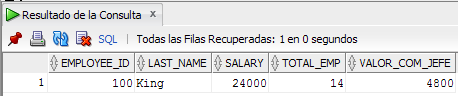 Resultado de la Consulta x
SQL | Todas las Filas Recuperadas: 1 en 0 segundos
EMPLOYEE_ID LAST_NAME SALARY TOTAL_EMP VALOR_COM_JEFE
1 100 King 24000 14 4800